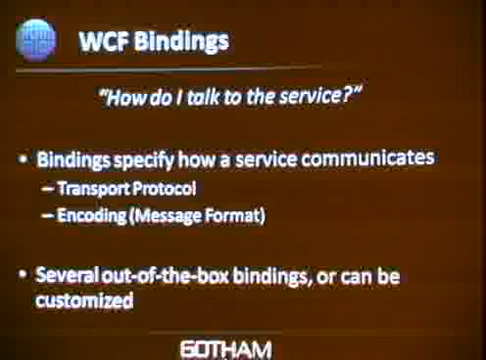 WCF Bindings
"How do I talk to the service?"
• Bindings specify how a service communicates
– Transport Protocol
– Encoding (Message Format)
• Several out-of-the-box bindings, or can be
customized
GOTHAM